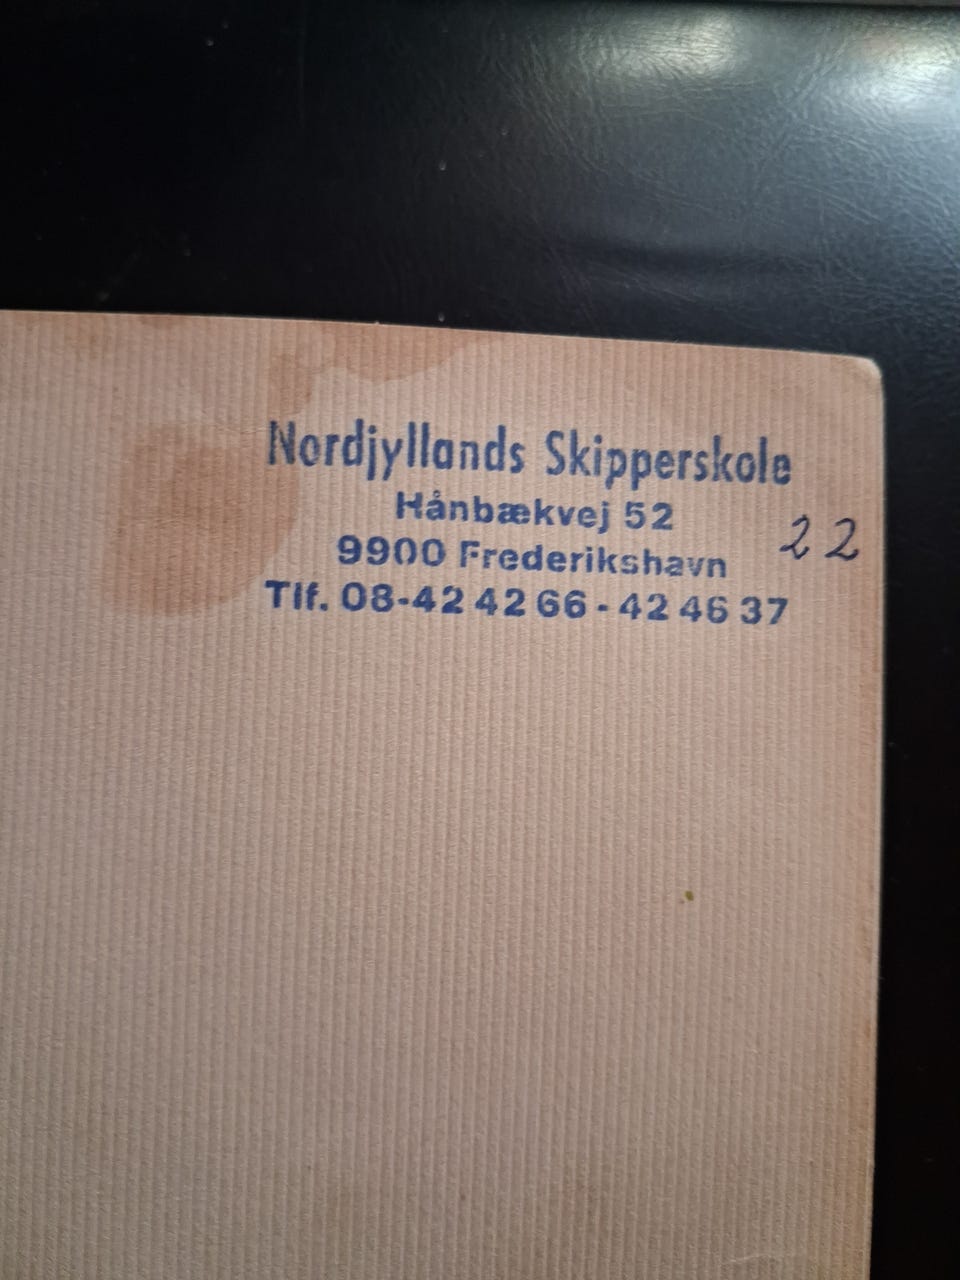 Nordjyllands Skipperskole
Hånbækvej 52
22
9900 Frederikshavn
Tlf. 08-42 42 66 - 42 46 37